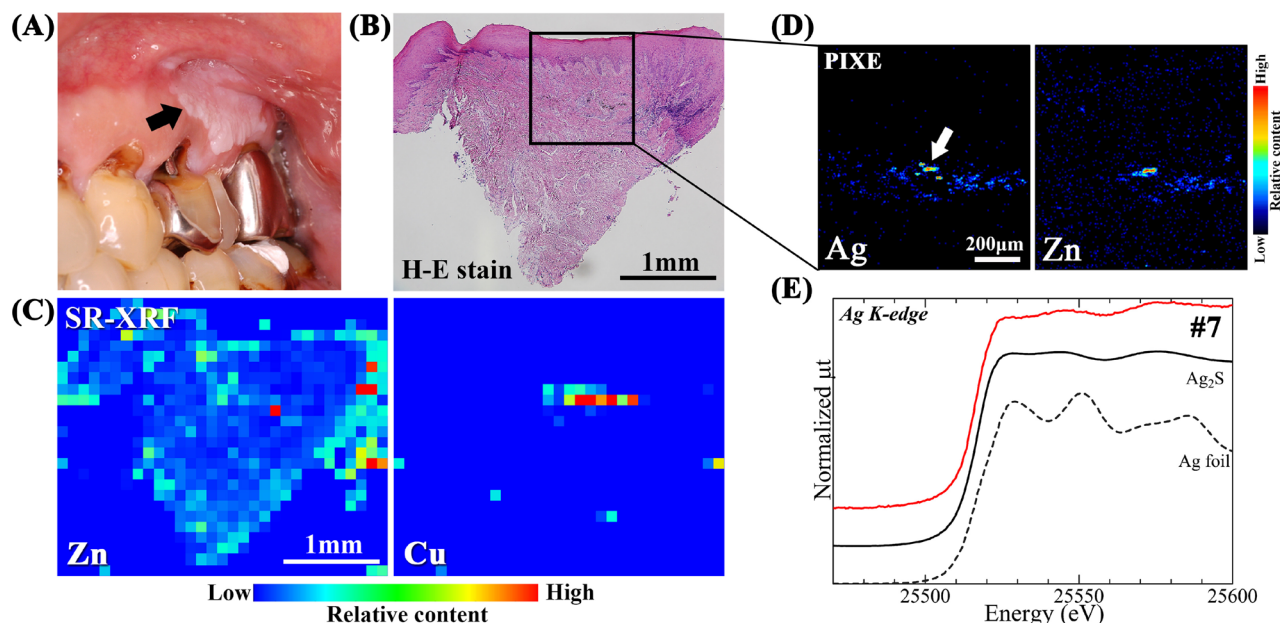 (A)
(B)
H-E stain
1mm
(D)
PIXE
Ag
200μm
Zn
High
Relative content
Low
(C)
SR-XRF
Zn
1mm
Cu
Low
High
Relative content
(E)
Ag K-edge
#7
Ag₂S
Ag foil
Normalized μt
25500
25550
25600
Energy (eV)